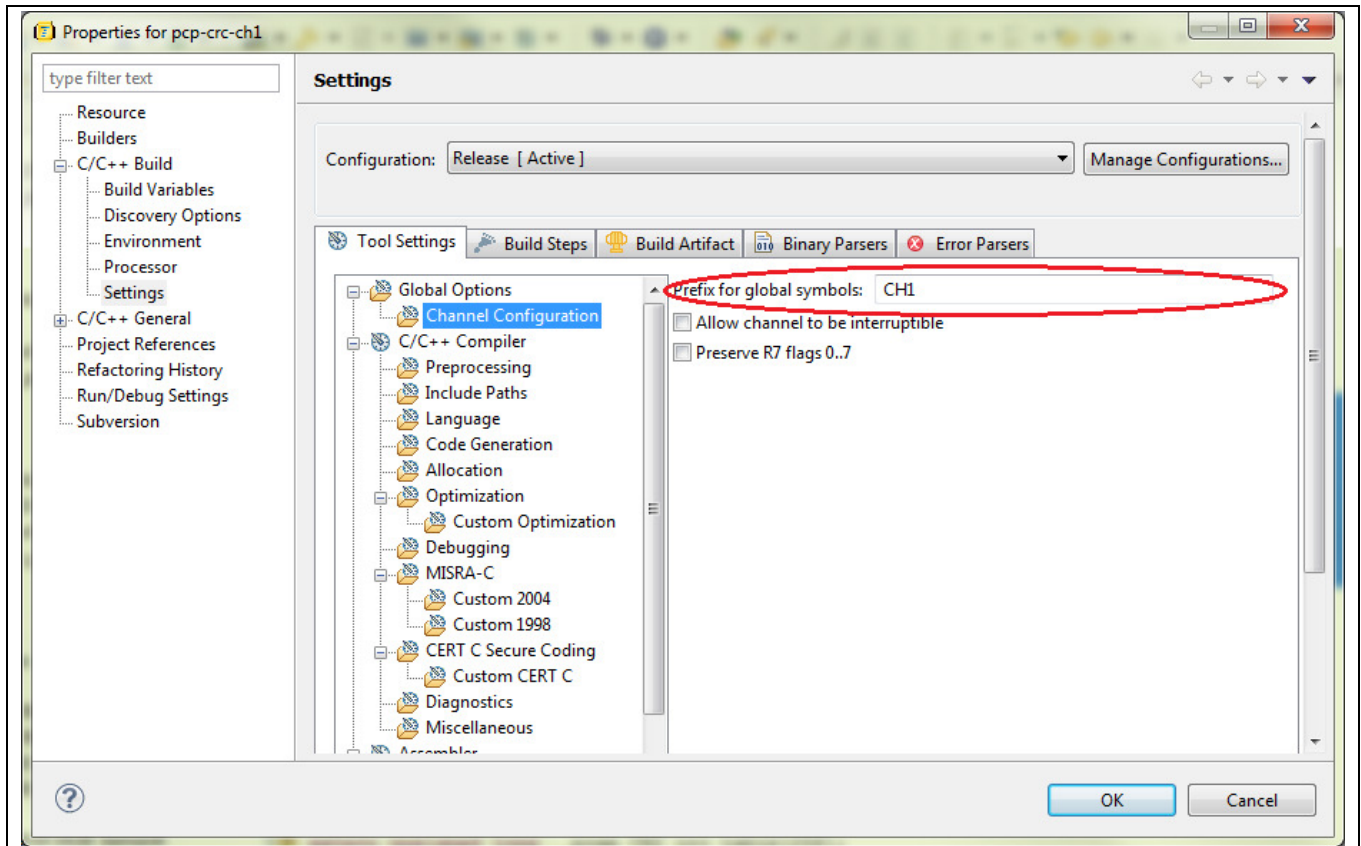 Properties for pcp-crc-ch1
type filter text
Resource
Builders
C/C++ Build
Build Variables
Discovery Options
Environment
Processor
Settings
C/C++ General
Project References
Refactoring History
Run/Debug Settings
Subversion
Settings
Configuration: Release [ Active ] Manage Configurations...
Tool Settings Build Steps Build Artifact Binary Parsers Error Parsers
Global Options
Channel Configuration
C/C++ Compiler
Preprocessing
Include Paths
Language
Code Generation
Allocation
Optimization
Custom Optimization
Debugging
MISRA-C
Custom 2004
Custom 1998
CERT C Secure Coding
Custom CERT C
Diagnostics
Miscellaneous
Assembler
Prefix for global symbols: CH1
Allow channel to be interruptible
Preserve R7 flags 0..7
OK Cancel